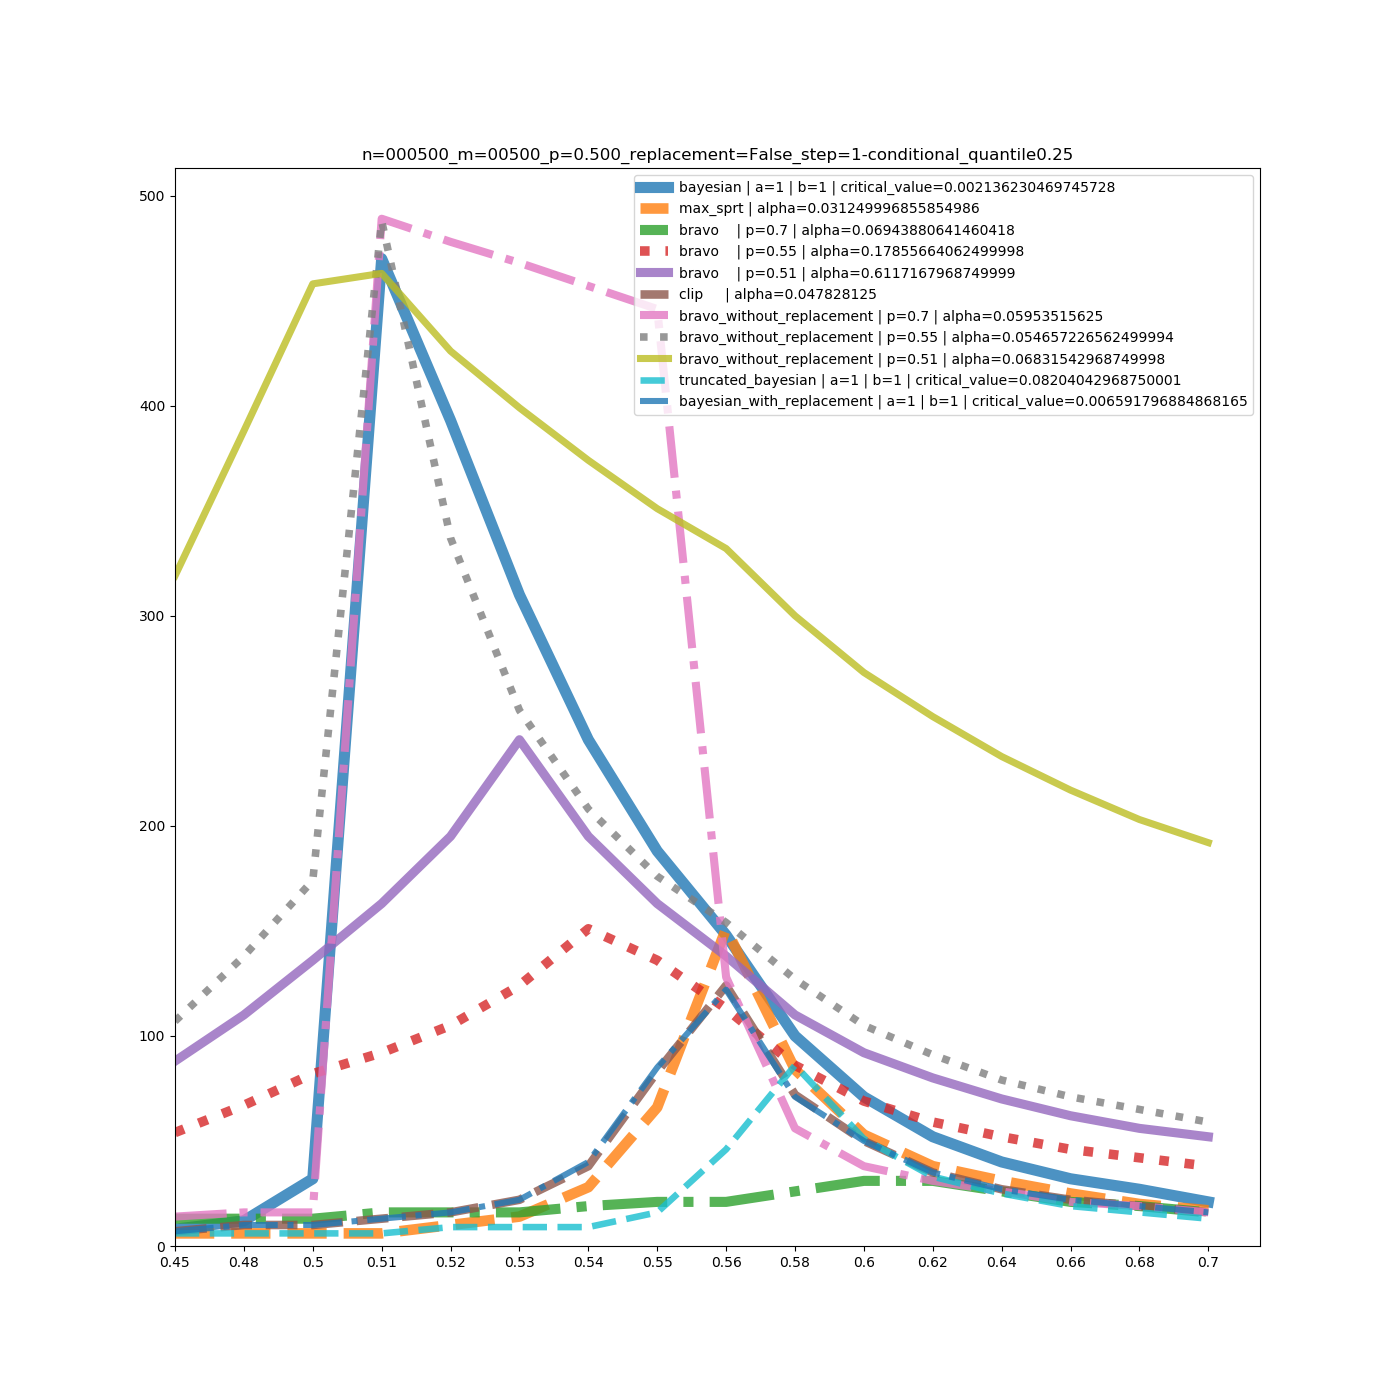 n=000500_m=00500_p=0.500_replacement=False_step=1-conditional_quantile0.25
500
400
300
200
100
0
bayesian | a=1 | b=1 | critical_value=0.002136230469745728
max_sprt | alpha=0.031249996855854986
bravo | p=0.7 | alpha=0.06943880641460418
bravo | p=0.55 | alpha=0.17855664062499998
bravo | p=0.51 | alpha=0.6117167968749999
clip | alpha=0.047828125
bravo_without_replacement | p=0.7 | alpha=0.05953515625
bravo_without_replacement | p=0.55 | alpha=0.054657226562499994
bravo_without_replacement | p=0.51 | alpha=0.06831542968749998
truncated_bayesian | a=1 | b=1 | critical_value=0.08204042968750001
bayesian_with_replacement | a=1 | b=1 | critical_value=0.006591796884868165
0.45 0.48 0.5 0.51 0.52 0.53 0.54 0.55 0.56 0.58 0.6 0.62 0.64 0.66 0.68 0.7